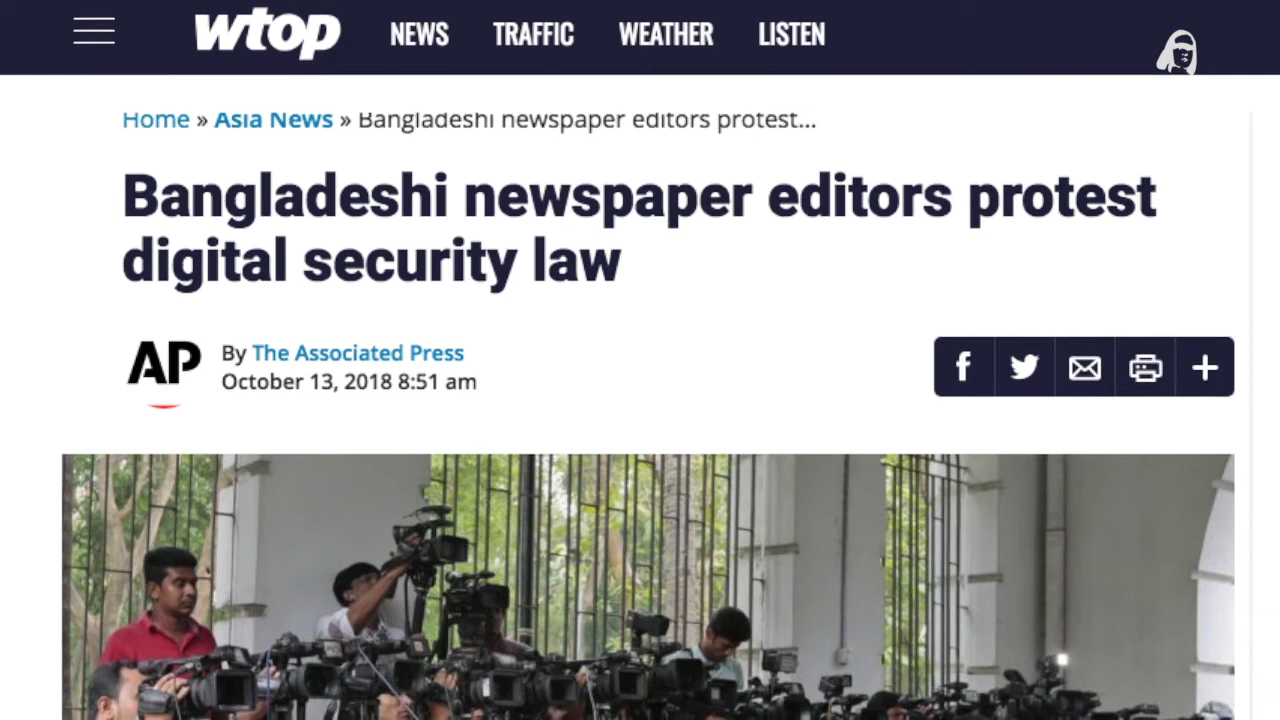 wtop NEWS TRAFFIC WEATHER LISTEN
Home » Asia News » Bangladeshi newspaper editors protest...
Bangladeshi newspaper editors protest
digital security law
AP By The Associated Press
October 13, 2018 8:51 am